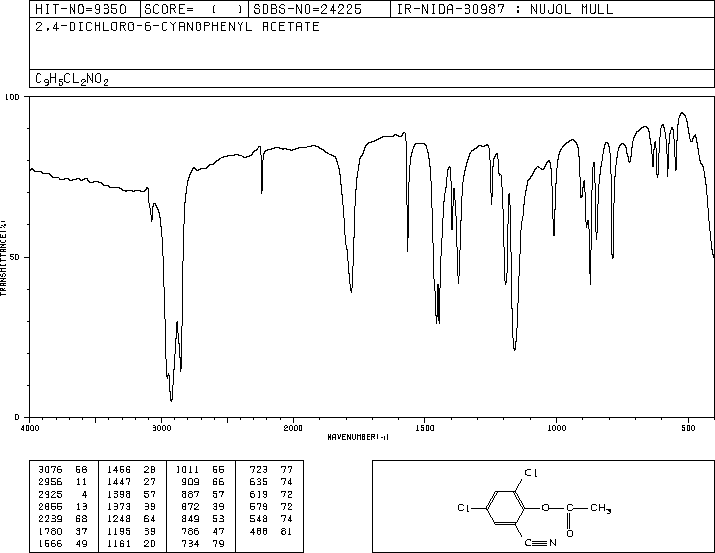 HIT-NO=9350 SCORE= ( ) SDBS-NO=24225 IR-NIDA-30987 : NUJOL MULL
2,4-DICHLORO-6-CYANOPHENYL ACETATE
C9H5CL2NO2
100
50
0
TRANSMITTANCE(%)
4000 3000 2000 1500 1000 500
WAVENUMBER(-1)
3076 68 1456 28 1011 55 723 77
2956 11 1447 27 909 66 635 74
2925 4 1398 57 887 57 619 72
2855 13 1373 39 872 39 579 72
2239 68 1248 64 849 53 548 74
1780 37 1195 39 786 47 488 81
1566 49 1161 20 734 79
Cl
Cl O C CH3
O
C N